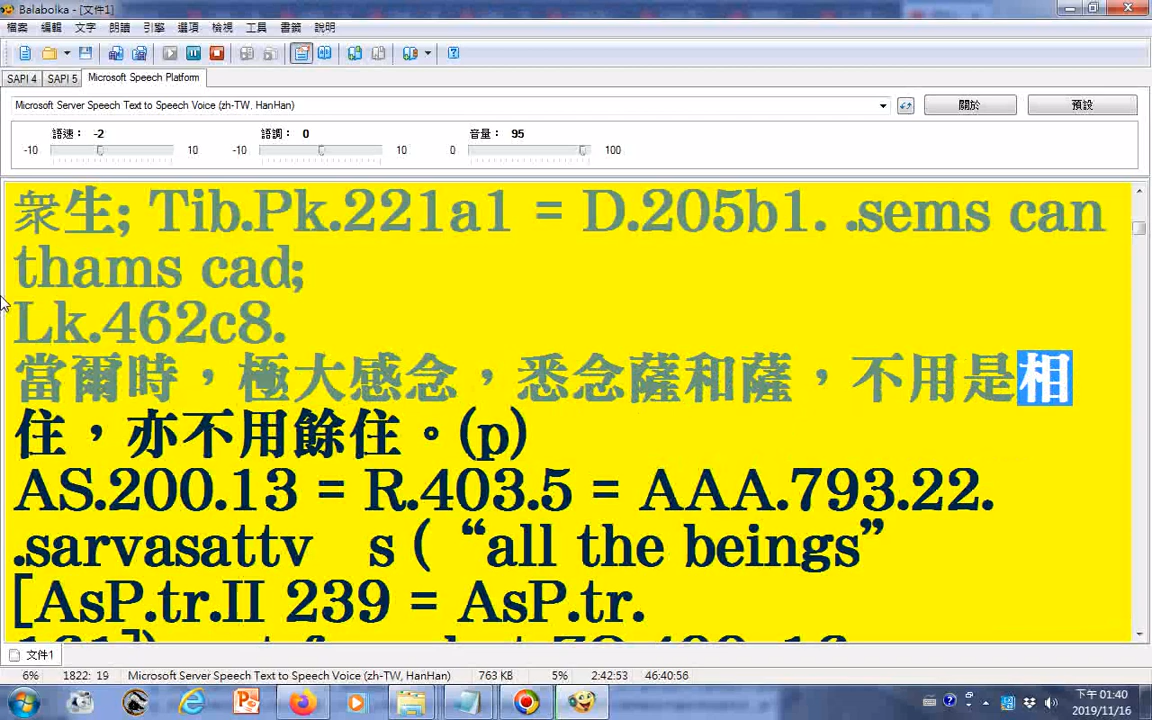 Balabolka - [文件1]
檔案 編輯 文字 朗讀 引擎 選項 檢視 工具 書籤 說明
SAPI 4 SAPI 5 Microsoft Speech Platform
Microsoft Server Speech Text to Speech Voice (zh-TW, HanHan)
關於 預設
語速： -2 語調： 0 音量： 95
-10 10 -10 10 0 100
眾生; Tib.Pk.221a1 = D.205b1. .sems can
thams cad;
Lk.462c8.
當爾時，極大感念，悉念薩和薩，不用是相
住，亦不用餘住。(p)
AS.200.13 = R.403.5 = AAA.793.22.
.sarvasattv s ( “all the beings”
[AsP.tr.II 239 = AsP.tr.
文件1
6% 1822: 19 Microsoft Server Speech Text to Speech Voice (zh-TW, HanHan) 763 KB 5% 2:42:53 46:40:56
下午 01:40
2019/11/16